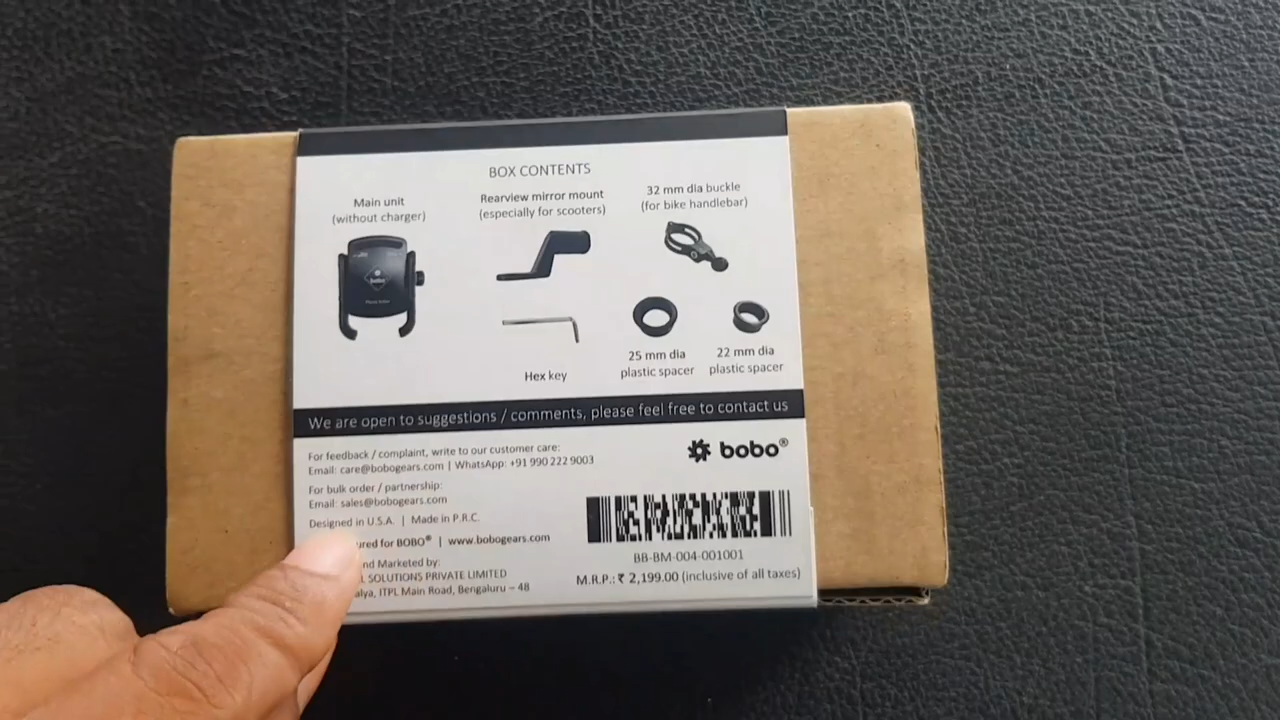 BOX CONTENTS
Main unit
(without charger)
Rearview mirror mount
(especially for scooters)
32 mm dia buckle
(for bike handlebar)
bobo
Hex key
25 mm dia
plastic spacer
22 mm dia
plastic spacer
We are open to suggestions / comments, please feel free to contact us
For feedback / complaint, write to our customer care:
Email: care@bobogears.com | WhatsApp: +91 990 222 9003
For bulk order / partnership:
Email: sales@bobogears.com
Designed in U.S.A. | Made in P.R.C.
for BOBO® | www.bobogears.com
and Marketed by:
SOLUTIONS PRIVATE LIMITED
ITPL Main Road, Bengaluru – 48
bobo®
BB-BM-004-001001
M.R.P.: ₹ 2,199.00 (inclusive of all taxes)